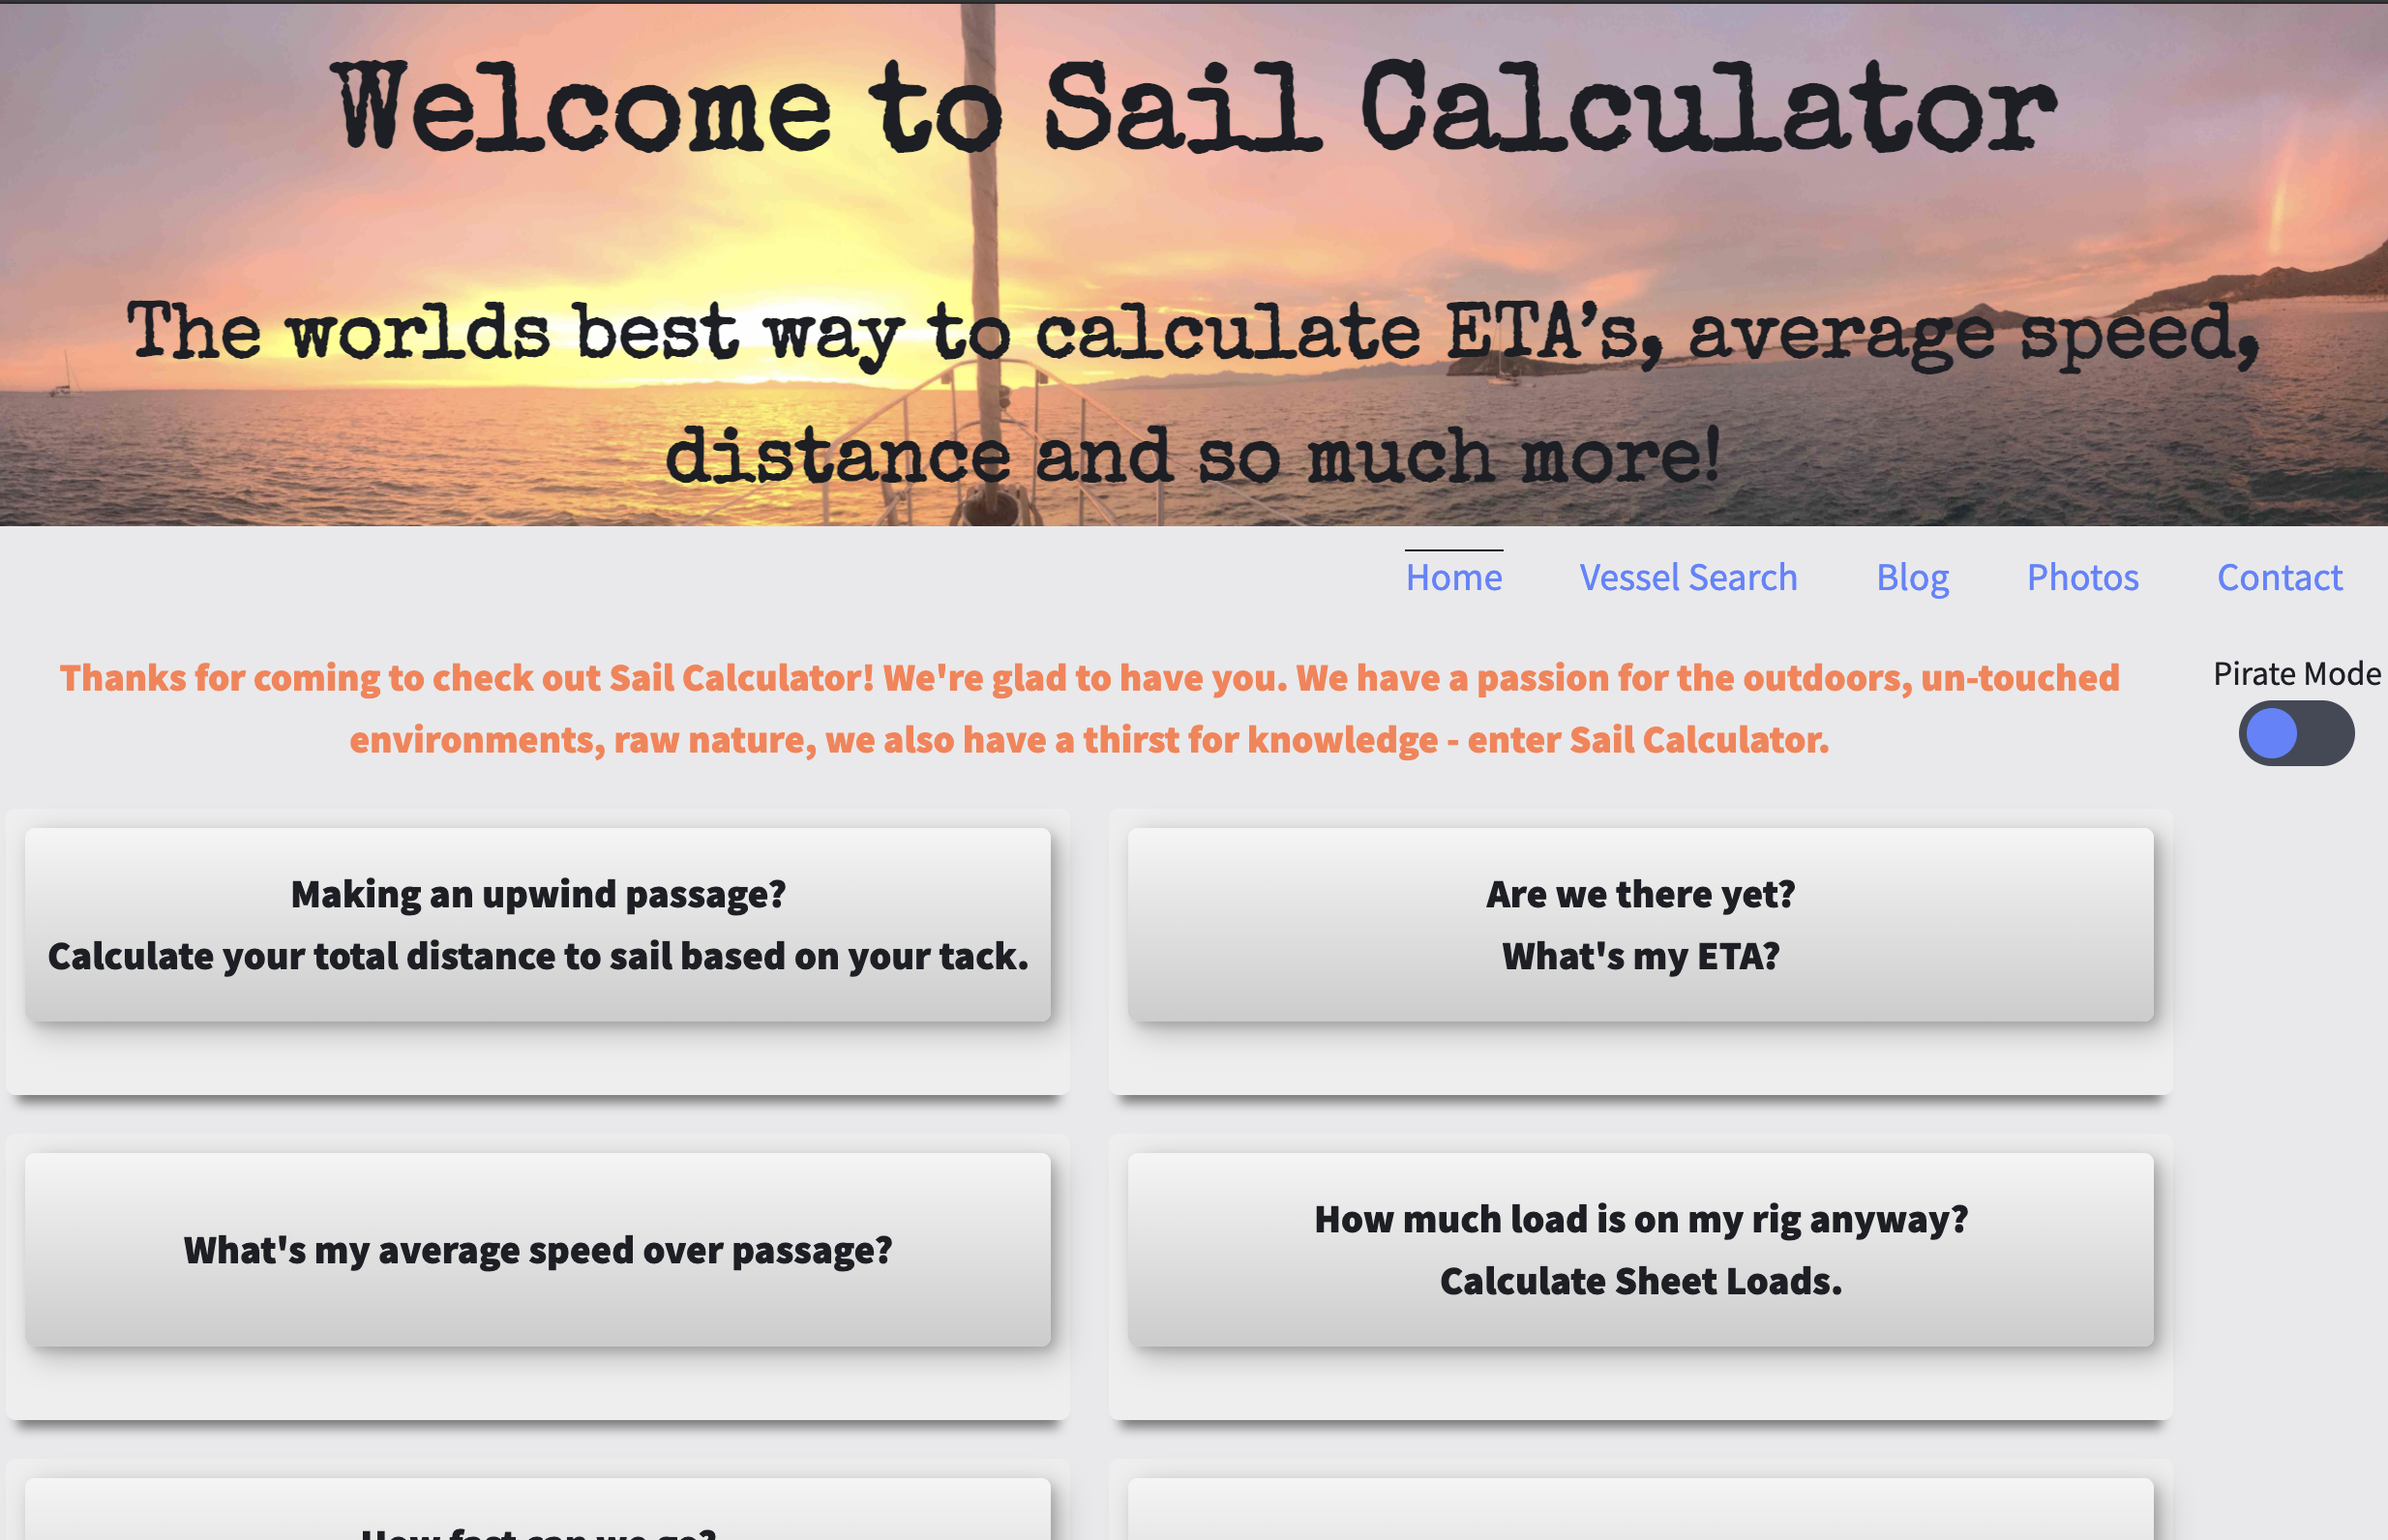 Welcome to Sail Calculator
The worlds best way to calculate ETA’s, average speed,
distance and so much more!
Home Vessel Search Blog Photos Contact
Thanks for coming to check out Sail Calculator! We're glad to have you. We have a passion for the outdoors, un-touched
environments, raw nature, we also have a thirst for knowledge - enter Sail Calculator.
Pirate Mode
Making an upwind passage?
Calculate your total distance to sail based on your tack.
Are we there yet?
What's my ETA?
What's my average speed over passage?
How much load is on my rig anyway?
Calculate Sheet Loads.
How fast can we go?